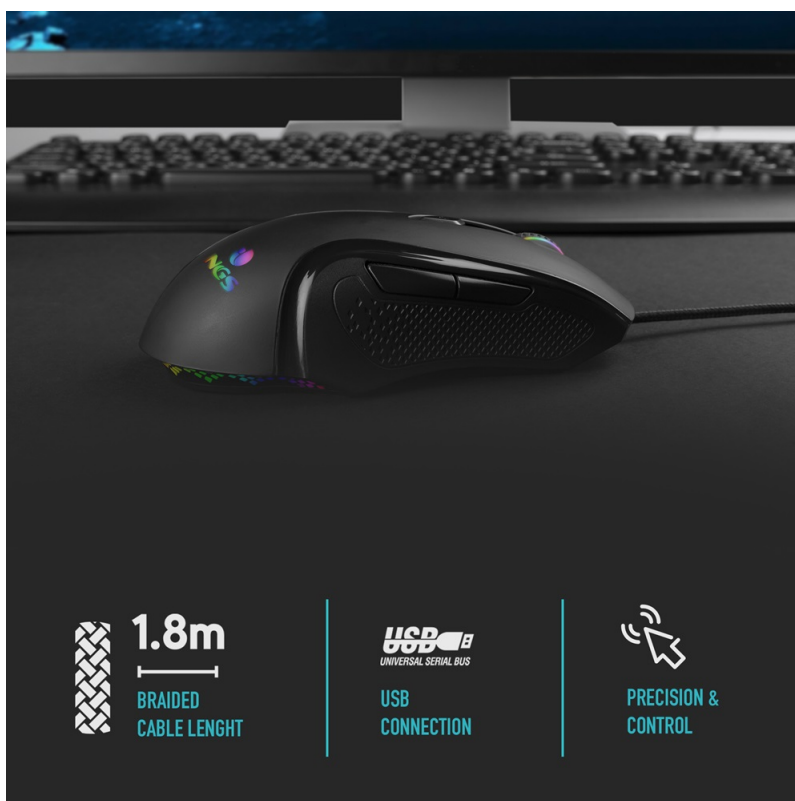 NGS
1.8m
BRAIDED
CABLE LENGHT
USB
UNIVERSAL SERIAL BUS
USB
CONNECTION
PRECISION &
CONTROL